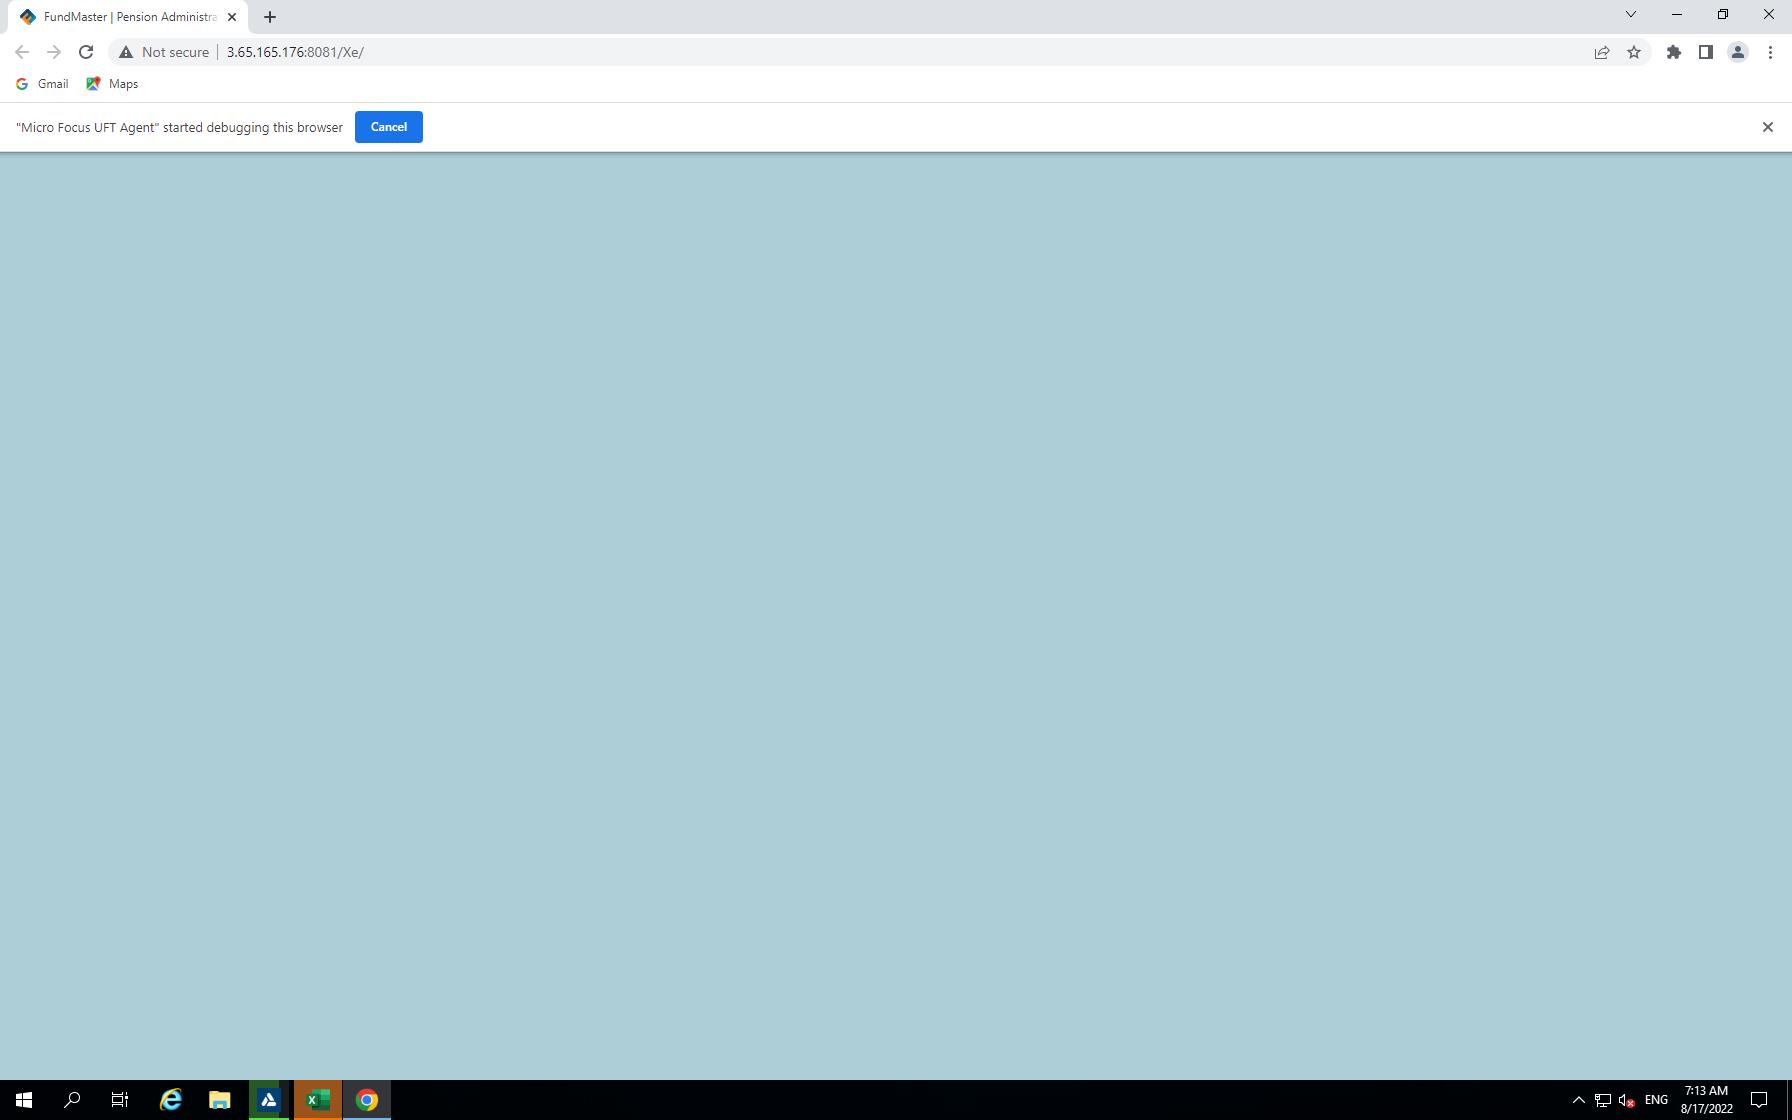 FundMaster | Pension Administra
Not secure
3.65.165.176:8081/Xe/
Gmail
Maps
"Micro Focus UFT Agent" started debugging this browser
Cancel
ENG
7:13 AM
8/17/2022